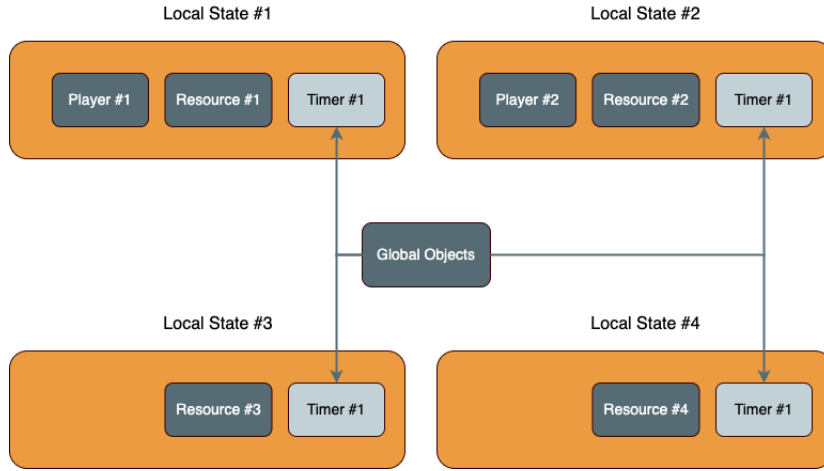 Local State #1
Local State #2
Player #1
Resource #1
Timer #1
Player #2
Resource #2
Timer #1
Global Objects
Local State #3
Local State #4
Resource #3
Timer #1
Resource #4
Timer #1